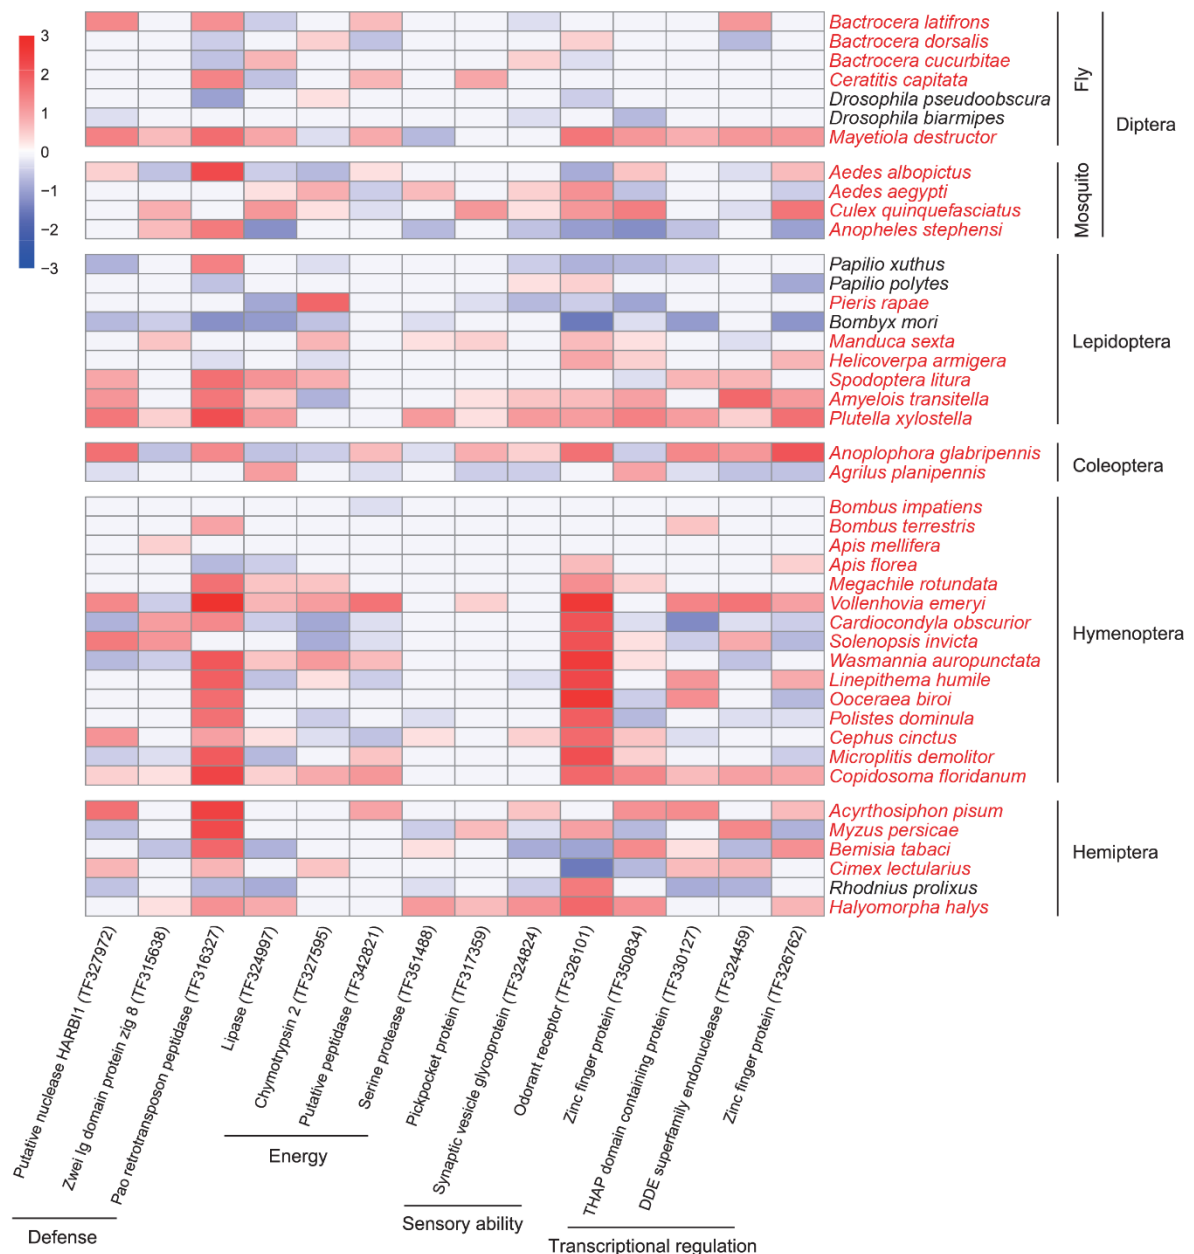 3
2
1
0
−1
−2
−3
Bactrocera latifrons
Bactrocera dorsalis
Bactrocera cucurbitae
Ceratitis capitata
Drosophila pseudoobscura
Drosophila biarmipes
Mayetiola destructor
Fly
Diptera
Aedes albopictus
Aedes aegypti
Culex quinquefasciatus
Anopheles stephensi
Mosquito
Papilio xuthus
Papilio polytes
Pieris rapae
Bombyx mori
Manduca sexta
Helicoverpa armigera
Spodoptera litura
Amyelois transitella
Plutella xylostella
Lepidoptera
Anoplophora glabripennis
Agrilus planipennis
Coleoptera
Bombus impatiens
Bombus terrestris
Apis mellifera
Apis florea
Megachile rotundata
Vollenhovia emeryi
Cardiocondyla obscurior
Solenopsis invicta
Wasmannia auropunctata
Linepithema humile
Ooceraea biroi
Polistes dominula
Cephus cinctus
Microplitis demolitor
Copidosoma floridanum
Hymenoptera
Acyrthosiphon pisum
Myzus persicae
Bemisia tabaci
Cimex lectularius
Rhodnius prolixus
Halyomorpha halys
Hemiptera
Putative nuclease HARBI1 (TF327972)
Zwei Ig domain protein zig 8 (TF315638)
Pao retrotransposon peptidase (TF316327)
Lipase (TF324997)
Chymotrypsin 2 (TF327595)
Putative peptidase (TF342821)
Serine protease (TF351488)
Pickpocket protein (TF317359)
Synaptic vesicle glycoprotein (TF324824)
Odorant receptor (TF326101)
Zinc finger protein (TF350834)
THAP domain containing protein (TF330127)
DDE superfamily endonuclease (TF324459)
Zinc finger protein (TF326762)
Defense
Energy
Sensory ability
Transcriptional regulation